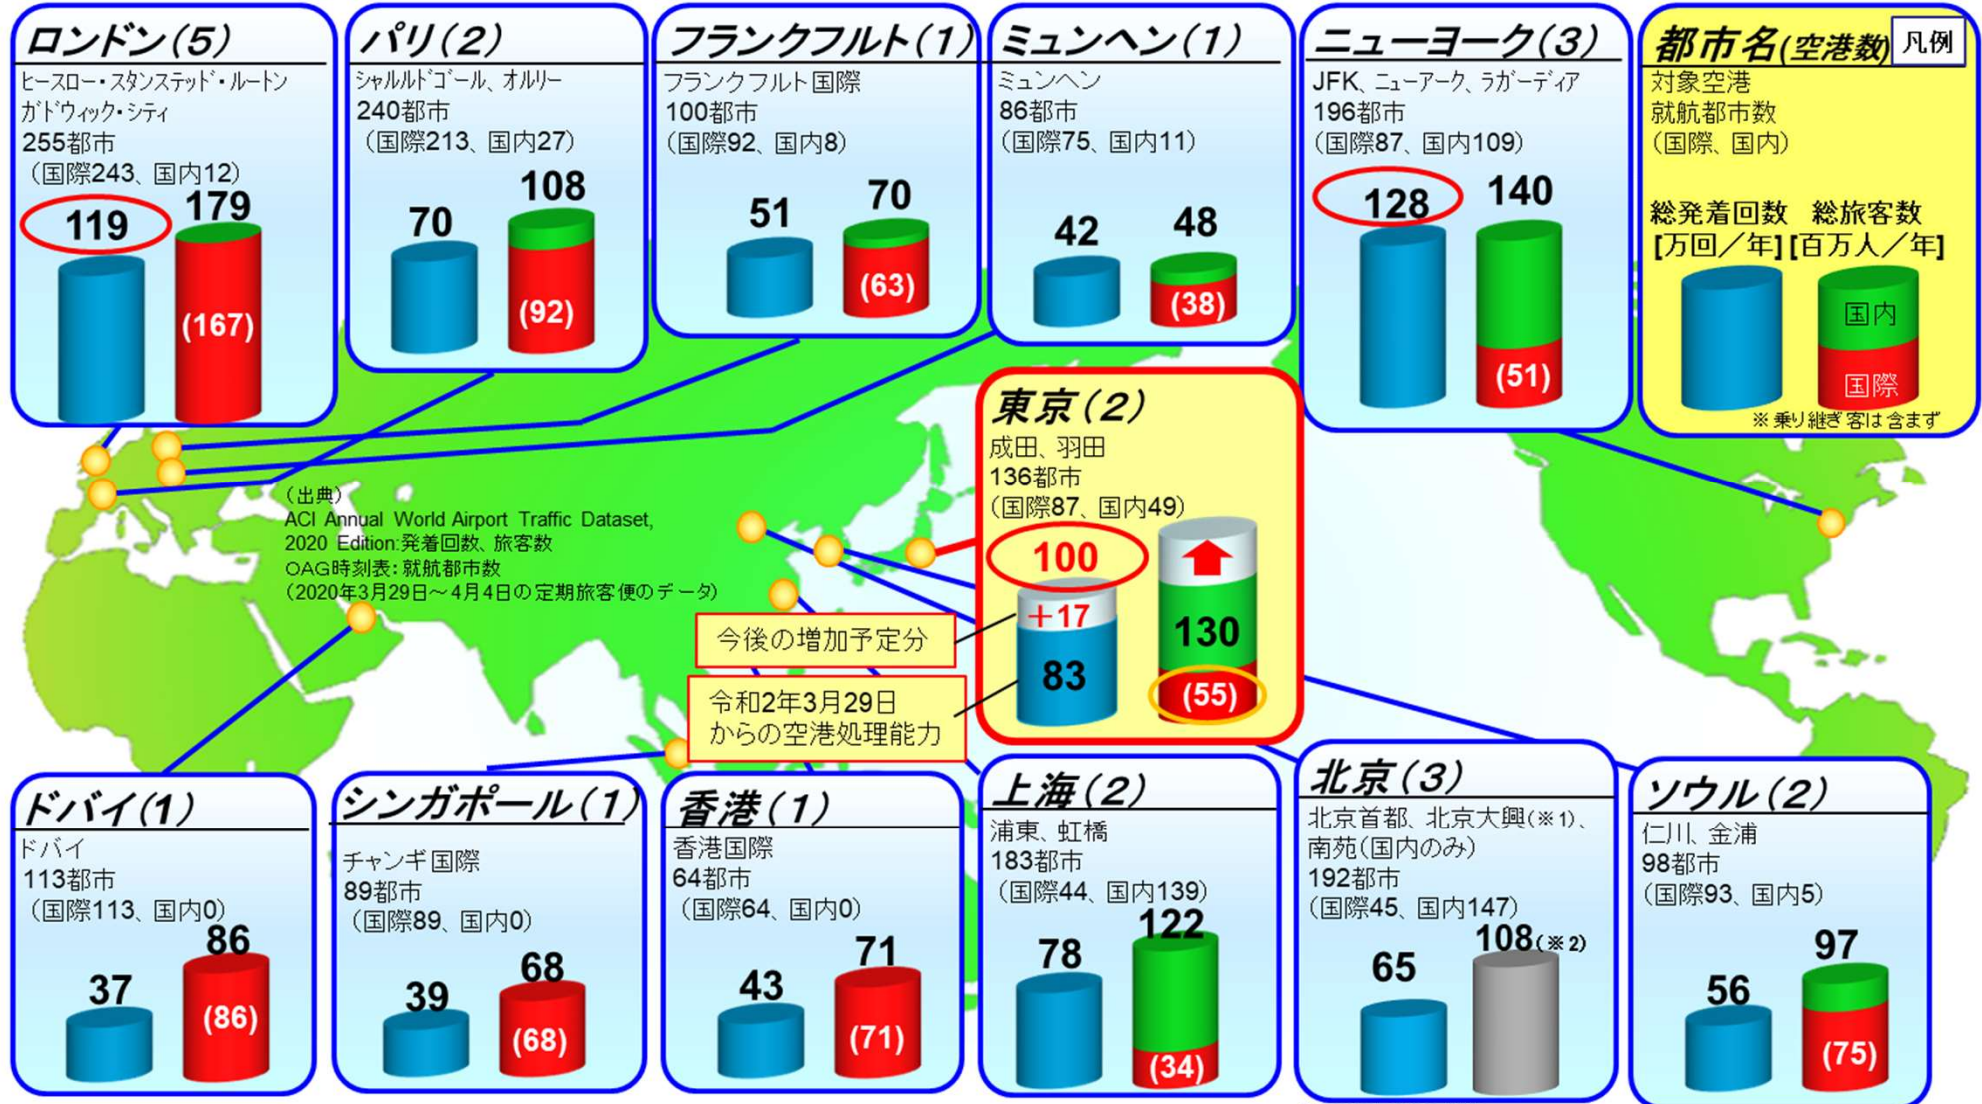 ロンドン(5)
ヒースロー・スタンステッド・ルートン
ガドウィック・シティ
255都市
(国際243、国内12)
119
179
(167)
パリ(2)
シャルルドゴール、オルリー
240都市
(国際213、国内27)
70
108
(92)
フランクフルト(1)
フランクフルト国際
100都市
(国際92、国内8)
51
70
(63)
ミュンヘン(1)
ミュンヘン
86都市
(国際75、国内11)
42
48
(38)
ニューヨーク(3)
JFK、ニューアーク、ラガーディア
196都市
(国際87、国内109)
128
140
(51)
都市名(空港数)
凡例
対象空港
就航都市数
(国際、国内)
総発着回数 総旅客数
[万回/年][百万人/年]
国内
国際
※乗り継ぎ客は含まず
(出典)
ACI Annual World Airport Traffic Dataset,
2020 Edition:発着回数、旅客数
OAG時刻表:就航都市数
(2020年3月29日~4月4日の定期旅客便のデータ)
東京(2)
成田、羽田
136都市
(国際87、国内49)
100
+17
83
130
(55)
今後の増加予定分
令和2年3月29日
からの空港処理能力
ドバイ(1)
ドバイ
113都市
(国際113、国内0)
37
86
(86)
シンガポール(1)
チャンギ国際
89都市
(国際89、国内0)
39
68
(68)
香港(1)
香港国際
64都市
(国際64、国内0)
43
71
(71)
上海(2)
浦東、虹橋
183都市
(国際44、国内139)
78
122
(34)
北京(3)
北京首都、北京大興(※1)、
南苑(国内のみ)
192都市
(国際45、国内147)
65
108(※2)
ソウル(2)
仁川、金浦
98都市
(国際93、国内5)
56
97
(75)